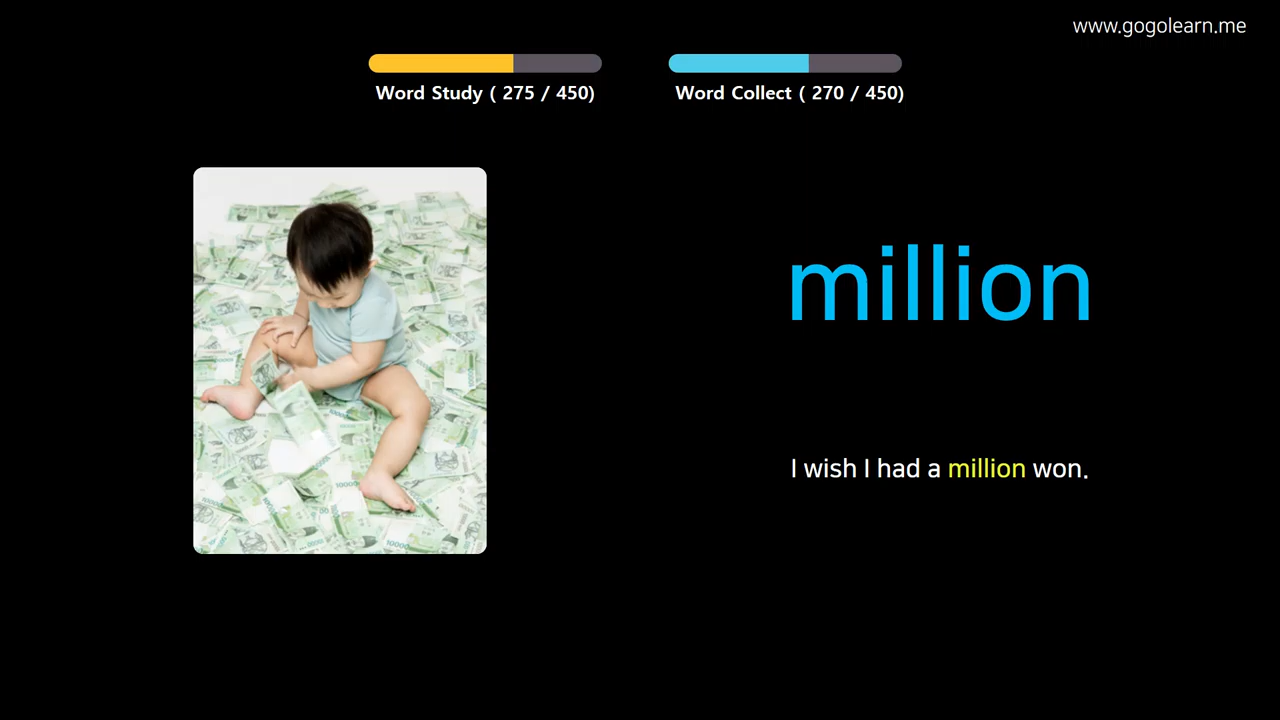 www.gogolearn.me
Word Study ( 275 / 450)
Word Collect ( 270 / 450)
million
I wish I had a million won.